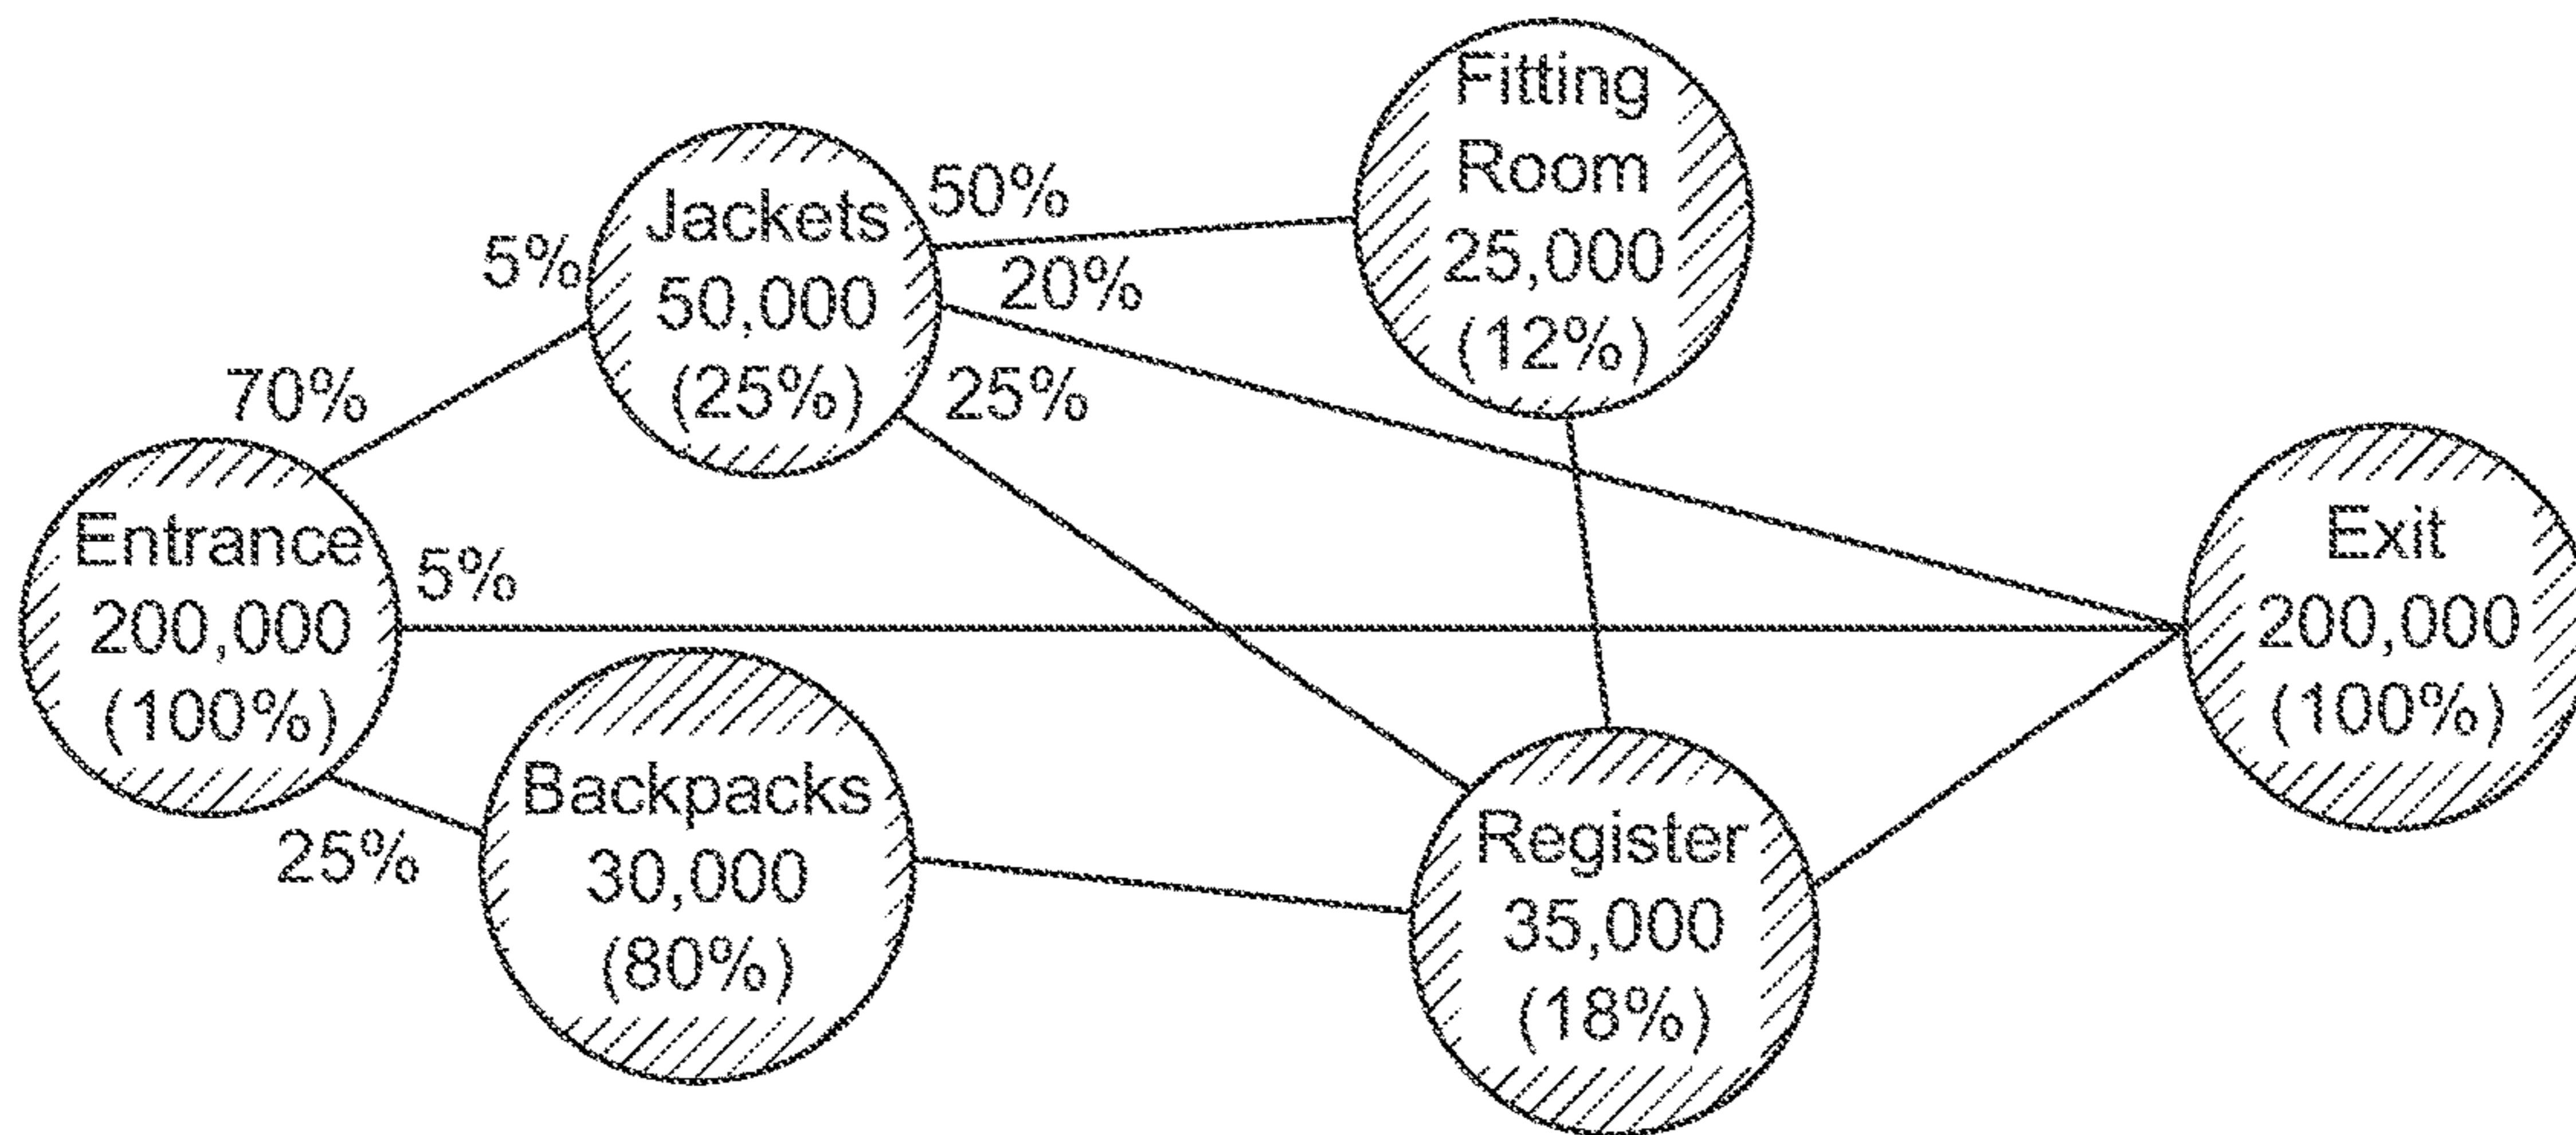 Fitting
Room
25,000
(12%)
50%
Jackets
50,000
(25%)
5%
20%
25%
70%
Entrance
200,000
(100%)
5%
25%
Exit
200,000
(100%)
Backpacks
30,000
(80%)
Register
35,000
(18%)